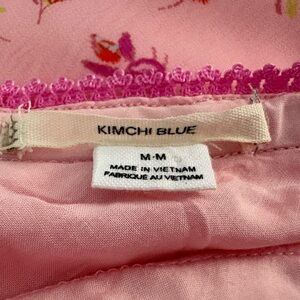 KIMCHI BLUE
M-M
MADE IN VIETNAM
FABRIQUÉ AU VIETNAM